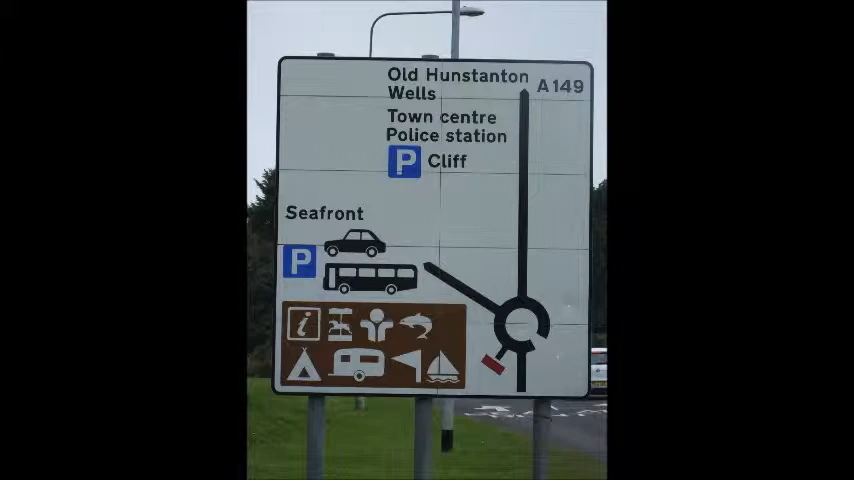 Old Hunstanton
Wells
A149
Town centre
Police station
P Cliff
Seafront
P
i